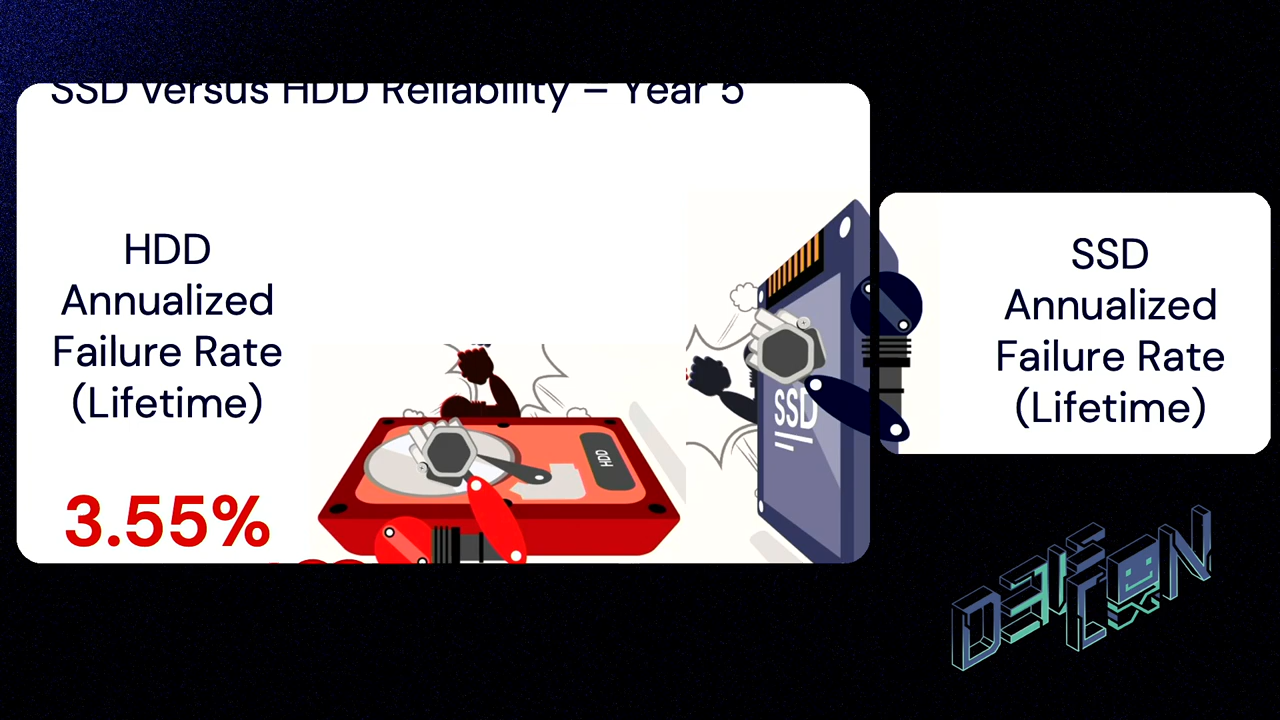 SSD Versus HDD Reliability – Year 5
HDD
Annualized
Failure Rate
(Lifetime)
3.55%
HDD
SSD
SSD
Annualized
Failure Rate
(Lifetime)
DEVCON